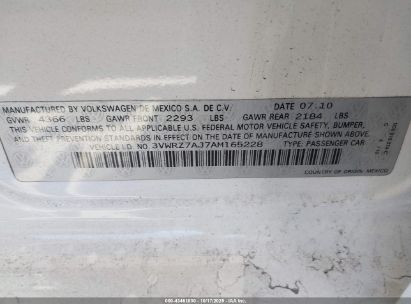 MANUFACTURED BY VOLKSWAGEN DE MEXICO S.A. DE C.V. DATE 07.10
GVWR 4366 LBS GAWR FRONT 2293 LBS GAWR REAR 2184 LBS
THIS VEHICLE CONFORMS TO ALL APPLICABLE U.S. FEDERAL MOTOR VEHICLE SAFETY, BUMPER,
AND THEFT PREVENTION STANDARDS IN EFFECT ON THE DATE OF MANUFACTURE SHOWN ABOVE.
VEHICLE I.D. NO. 3VWRZ7AJ7AM165228 TYPE: PASSENGER CAR
COUNTRY OF ORIGIN: MEXICO